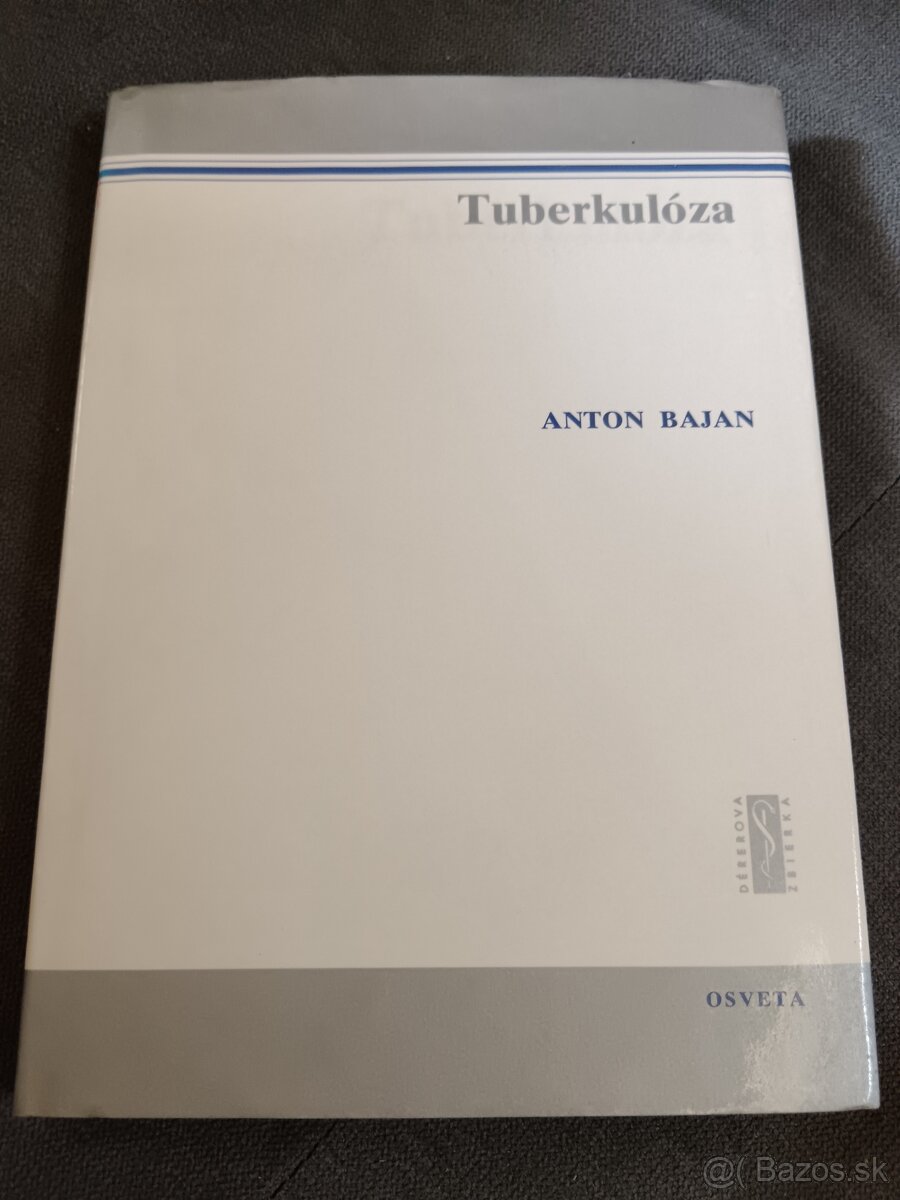 Tuberkulóza
ANTON BAJAN
DÉREROVA
ZBIERKA
OSVETA
@( Bazos.sk